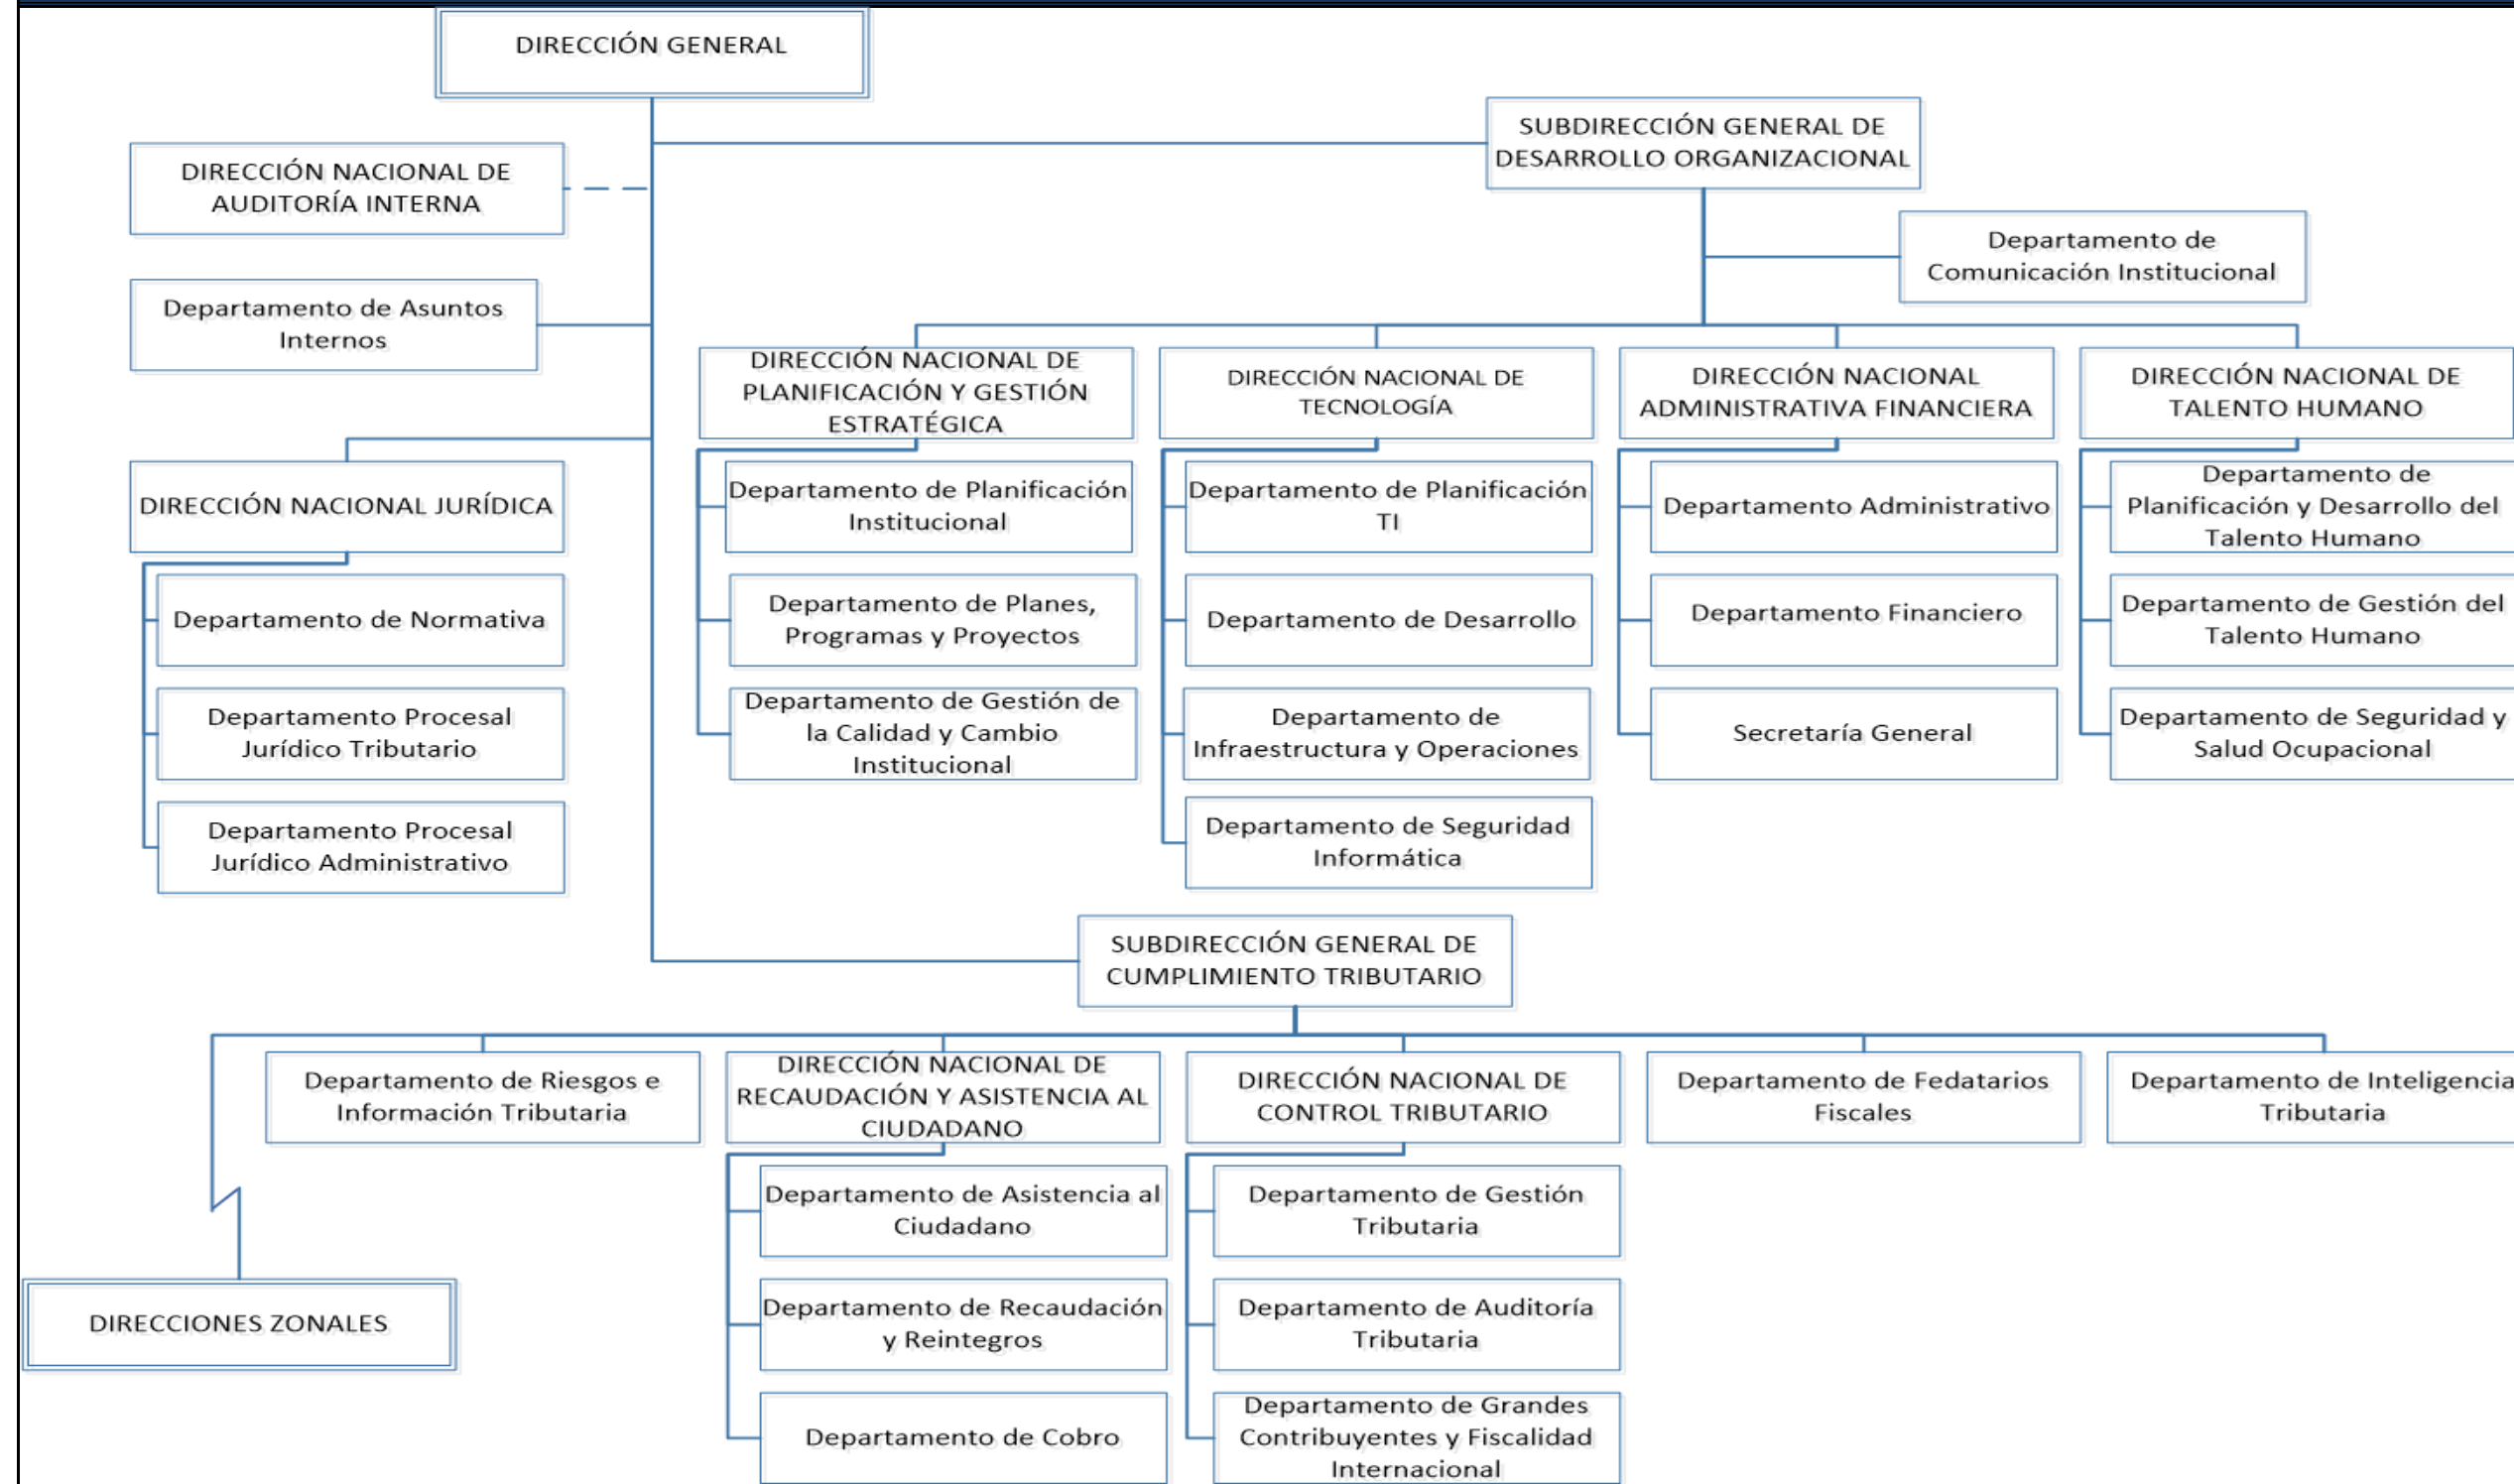 DIRECCIÓN GENERAL
SUBDIRECCIÓN GENERAL DE
DESARROLLO ORGANIZACIONAL
DIRECCIÓN NACIONAL DE
AUDITORÍA INTERNA
Departamento de
Comunicación Institucional
Departamento de Asuntos
Internos
DIRECCIÓN NACIONAL DE
PLANIFICACIÓN Y GESTIÓN
ESTRATÉGICA
DIRECCIÓN NACIONAL DE
TECNOLOGÍA
DIRECCIÓN NACIONAL
ADMINISTRATIVA FINANCIERA
DIRECCIÓN NACIONAL DE
TALENTO HUMANO
DIRECCIÓN NACIONAL JURÍDICA
Departamento de Normativa
Departamento Procesal
Jurídico Tributario
Departamento Procesal
Jurídico Administrativo
Departamento de Planificación
Institucional
Departamento de Planes,
Programas y Proyectos
Departamento de Gestión de
la Calidad y Cambio
Institucional
Departamento de Planificación
TI
Departamento de Desarrollo
Departamento de
Infraestructura y Operaciones
Departamento de Seguridad
Informática
Departamento Administrativo
Departamento Financiero
Secretaría General
Departamento de
Planificación y Desarrollo del
Talento Humano
Departamento de Gestión del
Talento Humano
Departamento de Seguridad y
Salud Ocupacional
SUBDIRECCIÓN GENERAL DE
CUMPLIMIENTO TRIBUTARIO
Departamento de Riesgos e
Información Tributaria
DIRECCIÓN NACIONAL DE
RECAUDACIÓN Y ASISTENCIA AL
CIUDADANO
DIRECCIÓN NACIONAL DE
CONTROL TRIBUTARIO
Departamento de Fedatarios
Fiscales
Departamento de Inteligencia
Tributaria
Departamento de Asistencia al
Ciudadano
Departamento de Recaudación
y Reintegros
Departamento de Cobro
Departamento de Gestión
Tributaria
Departamento de Auditoría
Tributaria
Departamento de Grandes
Contribuyentes y Fiscalidad
Internacional
DIRECCIONES ZONALES